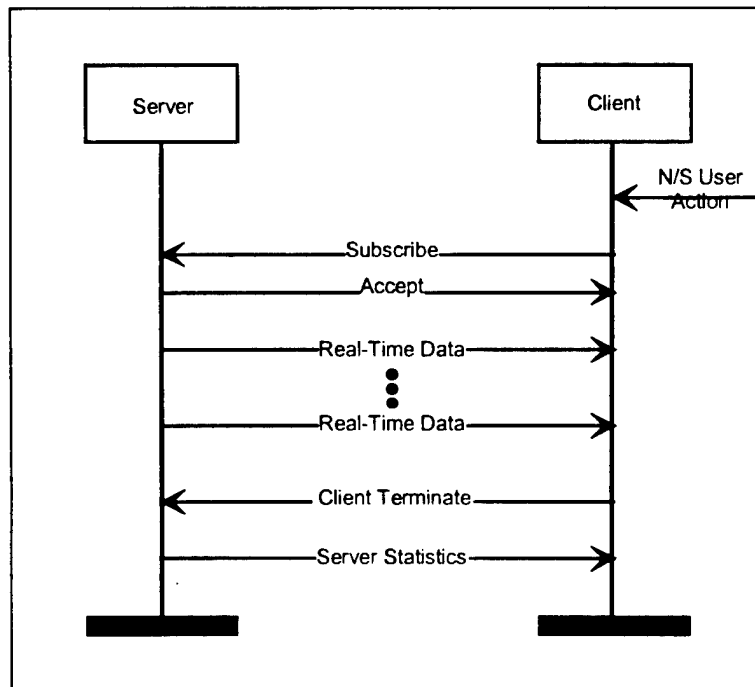 Server
Client
N/S User
Action
Subscribe
Accept
Real-Time Data
Real-Time Data
Client Terminate
Server Statistics